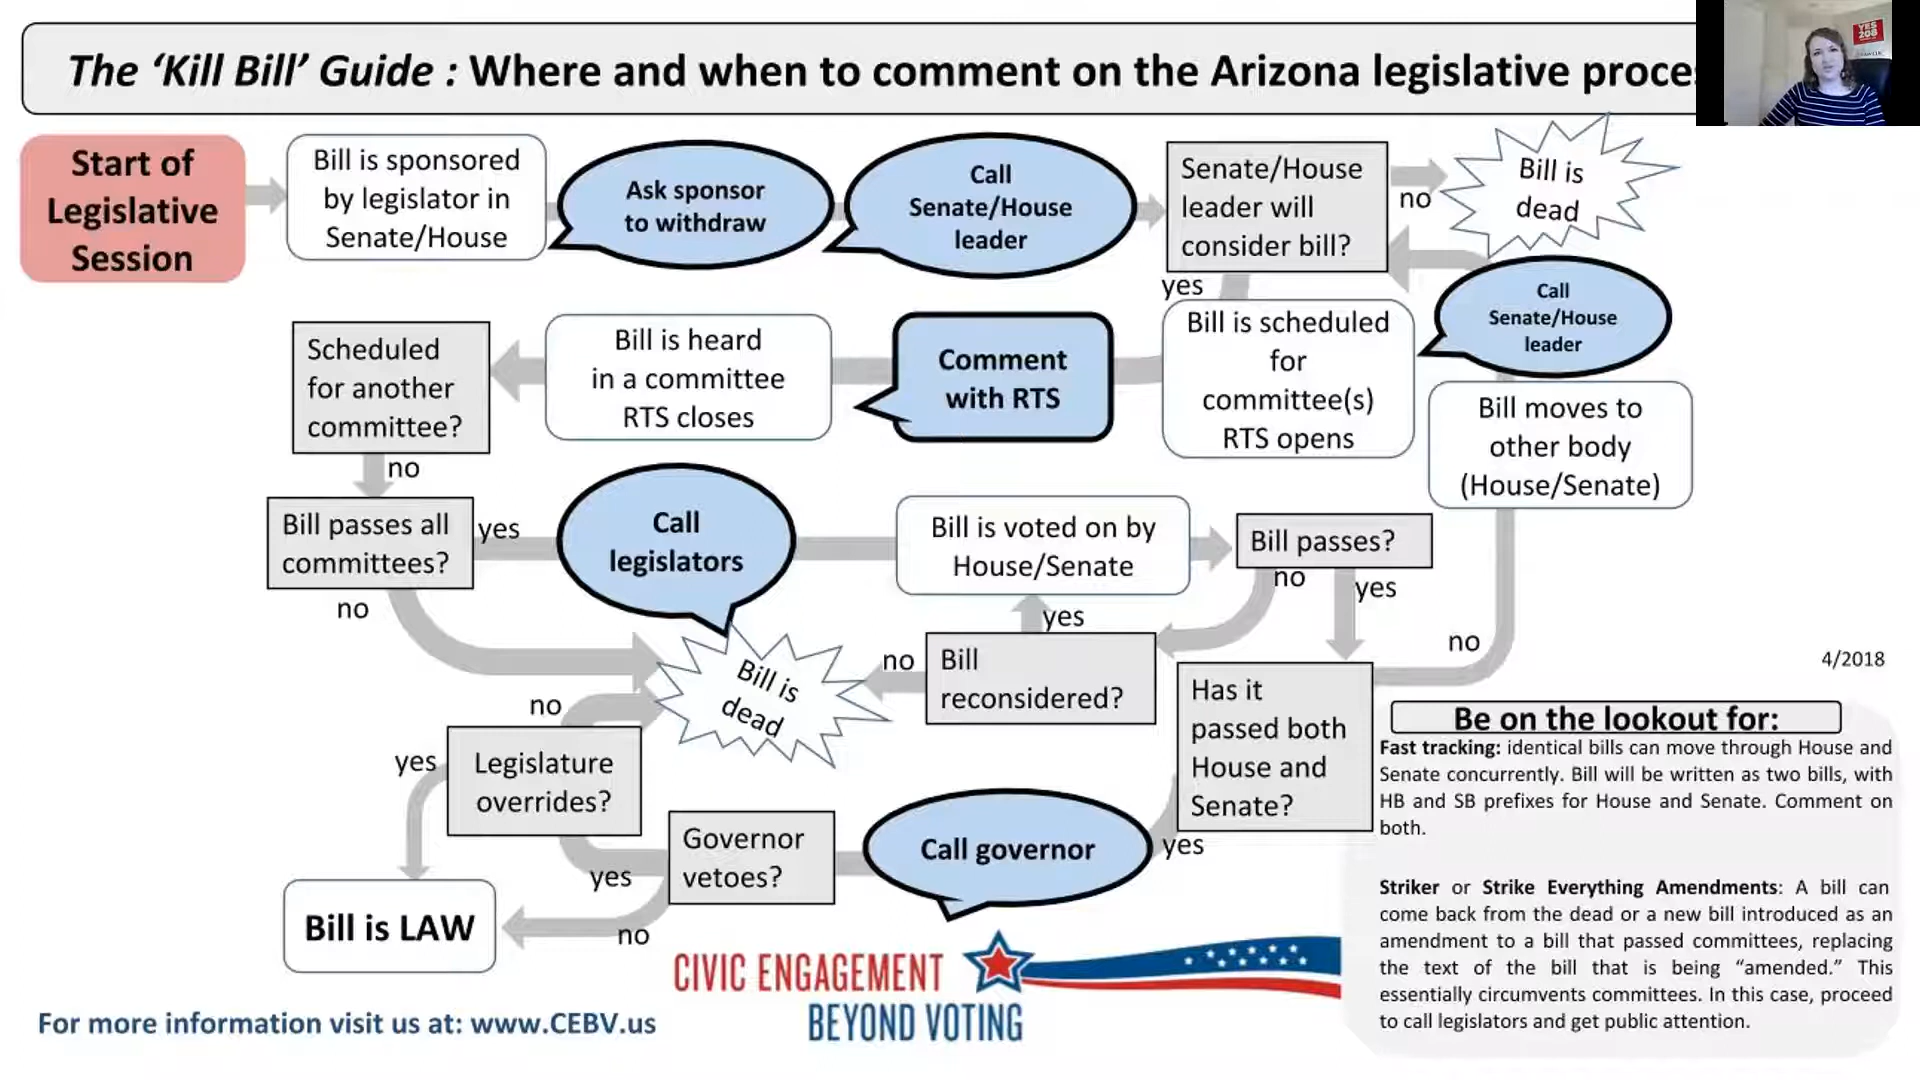 The ‘Kill Bill’ Guide : Where and when to comment on the Arizona legislative proce
YES
208
Start of
Legislative
Session
Bill is sponsored
by legislator in
Senate/House
Ask sponsor
to withdraw
Call
Senate/House
leader
Senate/House
leader will
consider bill?
no
Bill is
dead
yes
Call
Senate/House
leader
Scheduled
for another
committee?
Bill is heard
in a committee
RTS closes
Comment
with RTS
Bill is scheduled
for
committee(s)
RTS opens
Bill moves to
other body
(House/Senate)
no
Bill passes all
committees?
yes
Call
legislators
Bill is voted on by
House/Senate
Bill passes?
no
yes
no
yes
no
Bill is
dead
no
Bill
reconsidered?
Has it
passed both
House and
Senate?
no
yes
Legislature
overrides?
Governor
vetoes?
Call governor
yes
yes
no
Bill is LAW
4/2018
Be on the lookout for:
Fast tracking: identical bills can move through House and
Senate concurrently. Bill will be written as two bills, with
HB and SB prefixes for House and Senate. Comment on
both.
Striker or Strike Everything Amendments: A bill can
come back from the dead or a new bill introduced as an
amendment to a bill that passed committees, replacing
the text of the bill that is being “amended.” This
essentially circumvents committees. In this case, proceed
to call legislators and get public attention.
CIVIC ENGAGEMENT
BEYOND VOTING
For more information visit us at: www.CEBV.us